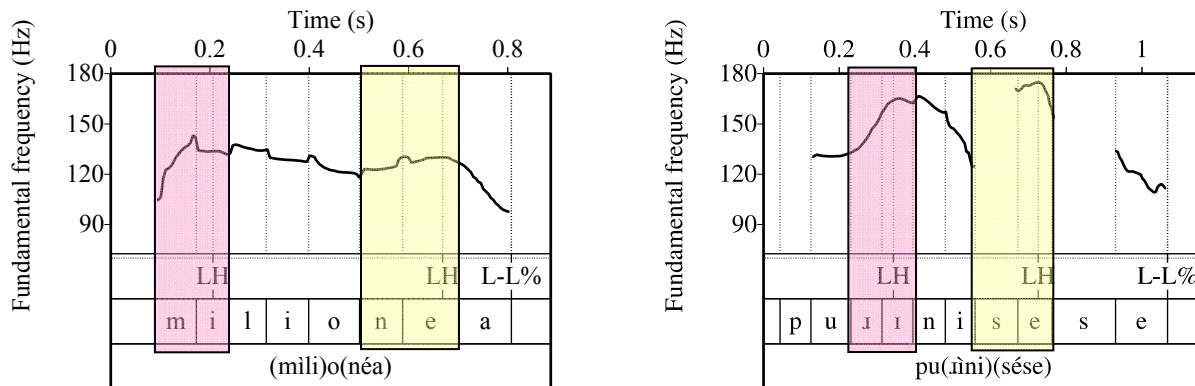 Time (s)
0 0.2 0.4 0.6 0.8
Fundamental frequency (Hz)
180
150
120
90
LH LH L-L%
m i l i o n e a
(mìli)o(néa)
Time (s)
0 0.2 0.4 0.6 0.8 1
Fundamental frequency (Hz)
180
150
120
90
LH LH L-L%
p u ɹ ɪ n i s e s e
pu(ɹìni)(sése)